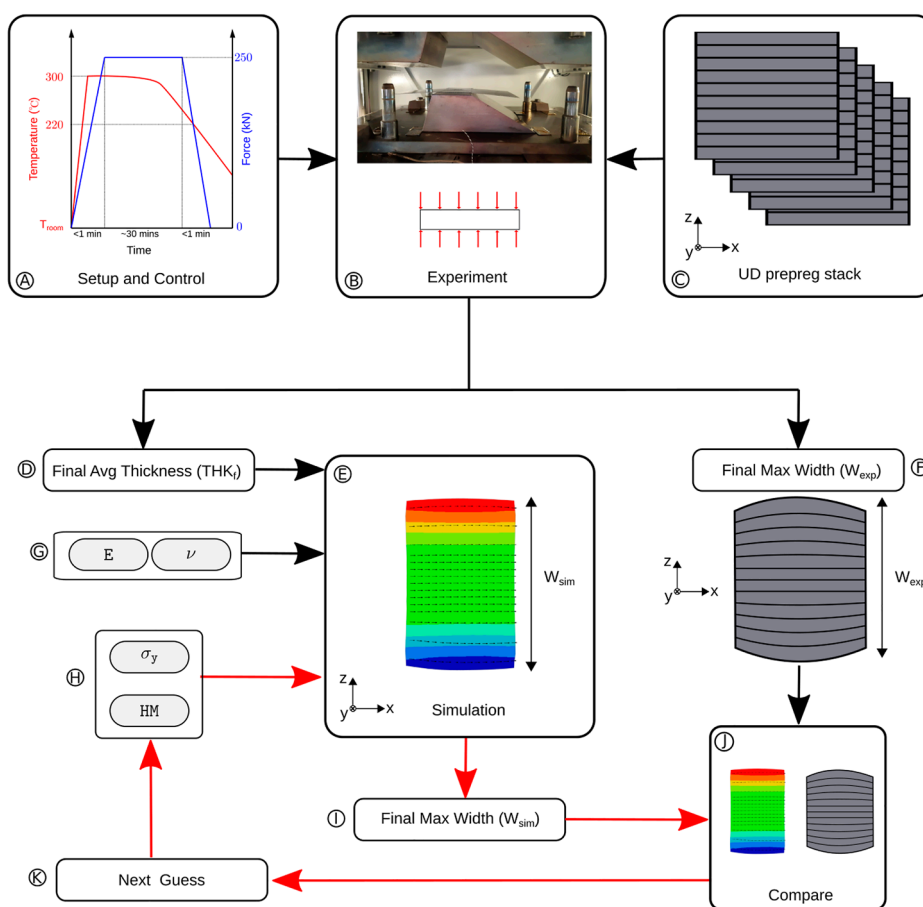 300
220
T_room
Temperature (℃)
250
0
Force (kN)
<1 min ~30 mins <1 min
Time
Ⓐ Setup and Control
Ⓑ Experiment
z
y x
Ⓒ UD prepreg stack
Ⓓ Final Avg Thickness (THK_f)
Ⓔ
W_sim
z
y x
Simulation
Final Max Width (W_exp) Ⓕ
z
y x
W_exp
Ⓖ E ν
Ⓗ σ_y
HM
Ⓘ Final Max Width (W_sim)
Ⓙ
Compare
Ⓚ Next Guess